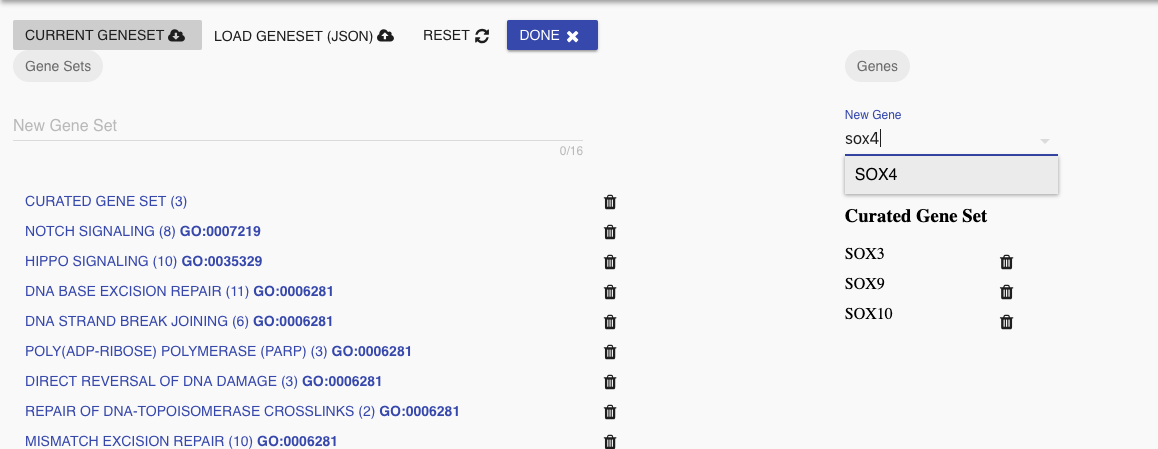 CURRENT GENESET LOAD GENESET (JSON) RESET DONE
Gene Sets
New Gene Set
0/16
CURATED GENE SET (3)
NOTCH SIGNALING (8) GO:0007219
HIPPO SIGNALING (10) GO:0035329
DNA BASE EXCISION REPAIR (11) GO:0006281
DNA STRAND BREAK JOINING (6) GO:0006281
POLY(ADP-RIBOSE) POLYMERASE (PARP) (3) GO:0006281
DIRECT REVERSAL OF DNA DAMAGE (3) GO:0006281
REPAIR OF DNA-TOPOISOMERASE CROSSLINKS (2) GO:0006281
MISMATCH EXCISION REPAIR (10) GO:0006281
Genes
New Gene
sox4
SOX4
Curated Gene Set
SOX3
SOX9
SOX10